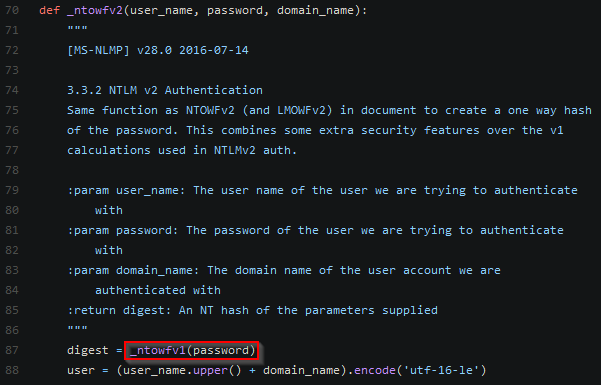 70 def _ntowfv2(user_name, password, domain_name):
71 """
72 [MS-NLMP] v28.0 2016-07-14
73
74 3.3.2 NTLM v2 Authentication
75 Same function as NTOWFv2 (and LMOWFv2) in document to create a one way hash
76 of the password. This combines some extra security features over the v1
77 calculations used in NTLMv2 auth.
78
79 :param user_name: The user name of the user we are trying to authenticate
80 with
81 :param password: The password of the user we are trying to authenticate
82 with
83 :param domain_name: The domain name of the user account we are
84 authenticated with
85 :return digest: An NT hash of the parameters supplied
86 """
87 digest = _ntowfv1(password)
88 user = (user_name.upper() + domain_name).encode('utf-16-le')